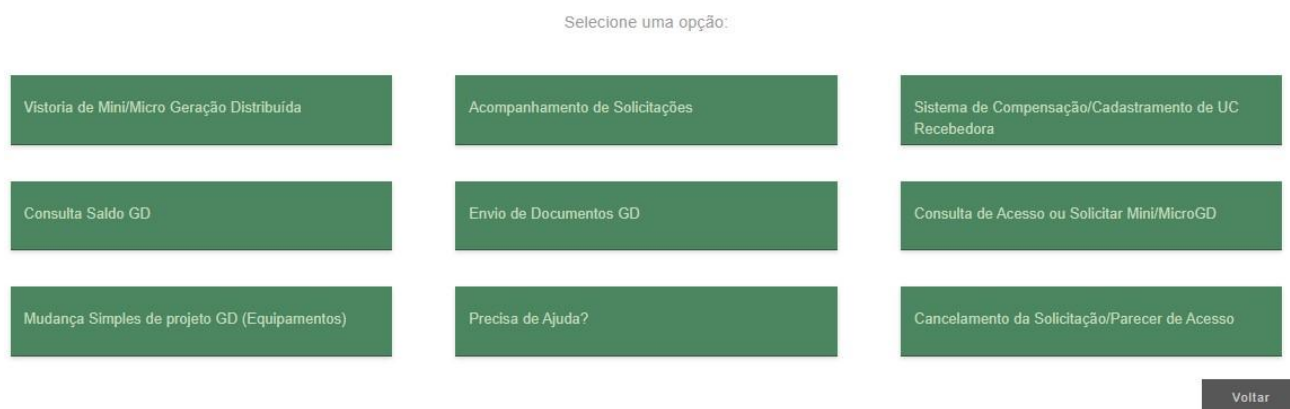 Selecione uma opção:
Vistoria de Mini/Micro Geração Distribuída
Acompanhamento de Solicitações
Sistema de Compensação/Cadastramento de UC
Recebedora
Consulta Saldo GD
Envio de Documentos GD
Consulta de Acesso ou Solicitar Mini/MicroGD
Mudança Simples de projeto GD (Equipamentos)
Precisa de Ajuda?
Cancelamento da Solicitação/Parecer de Acesso
Voltar